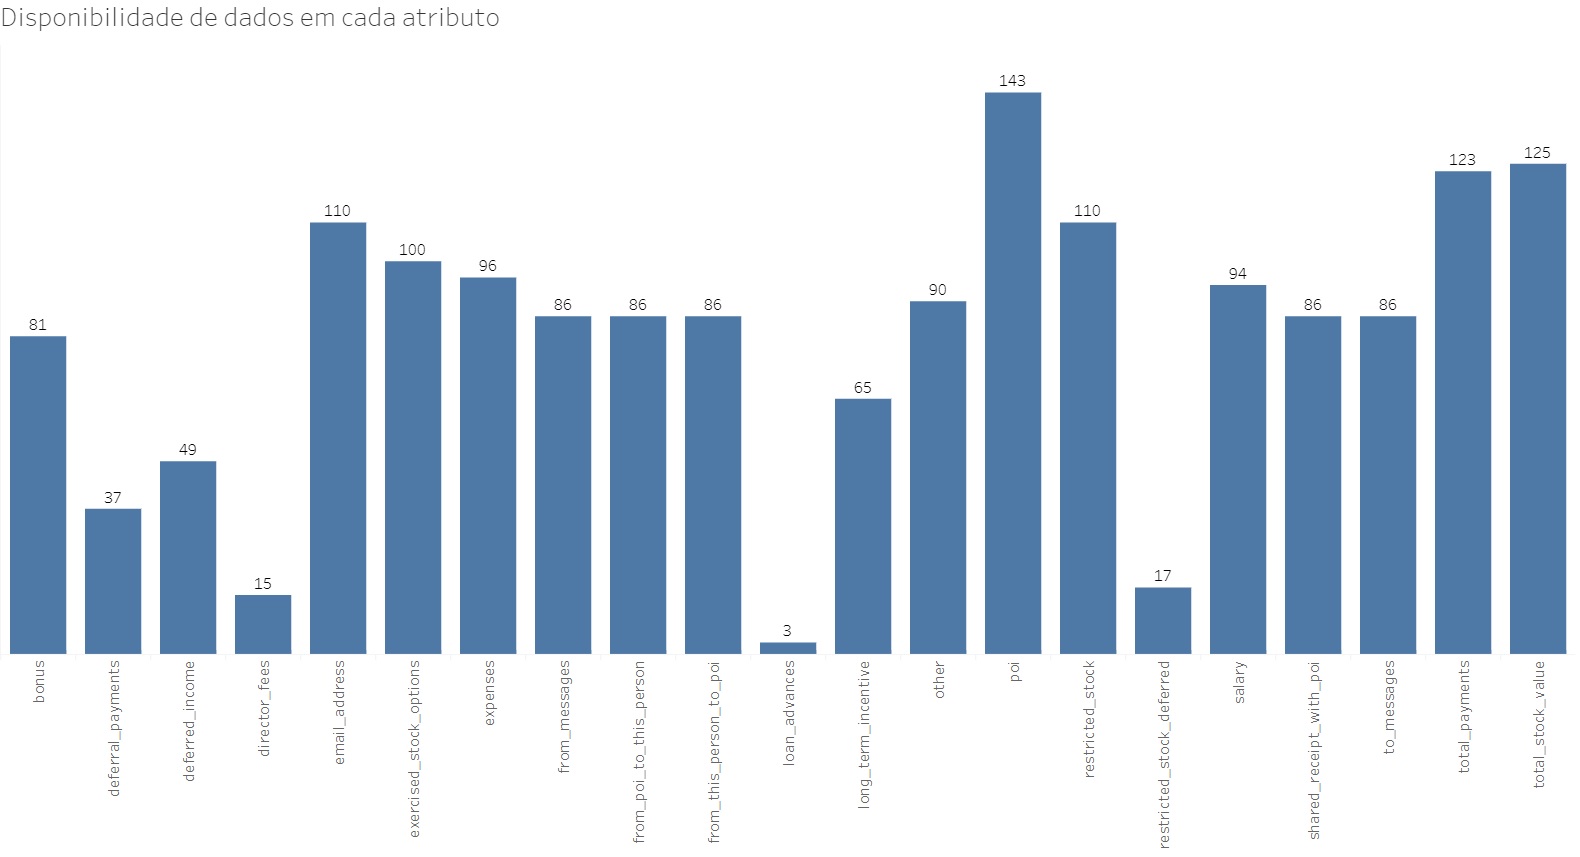 Disponibilidade de dados em cada atributo
81
37
49
15
110
100
96
86
86
86
3
65
90
143
110
17
94
86
86
123
125
bonus
deferral_payments
deferred_income
director_fees
email_address
exercised_stock_options
expenses
from_messages
from_poi_to_this_person
from_this_person_to_poi
loan_advances
long_term_incentive
other
poi
restricted_stock
restricted_stock_deferred
salary
shared_receipt_with_poi
to_messages
total_payments
total_stock_value